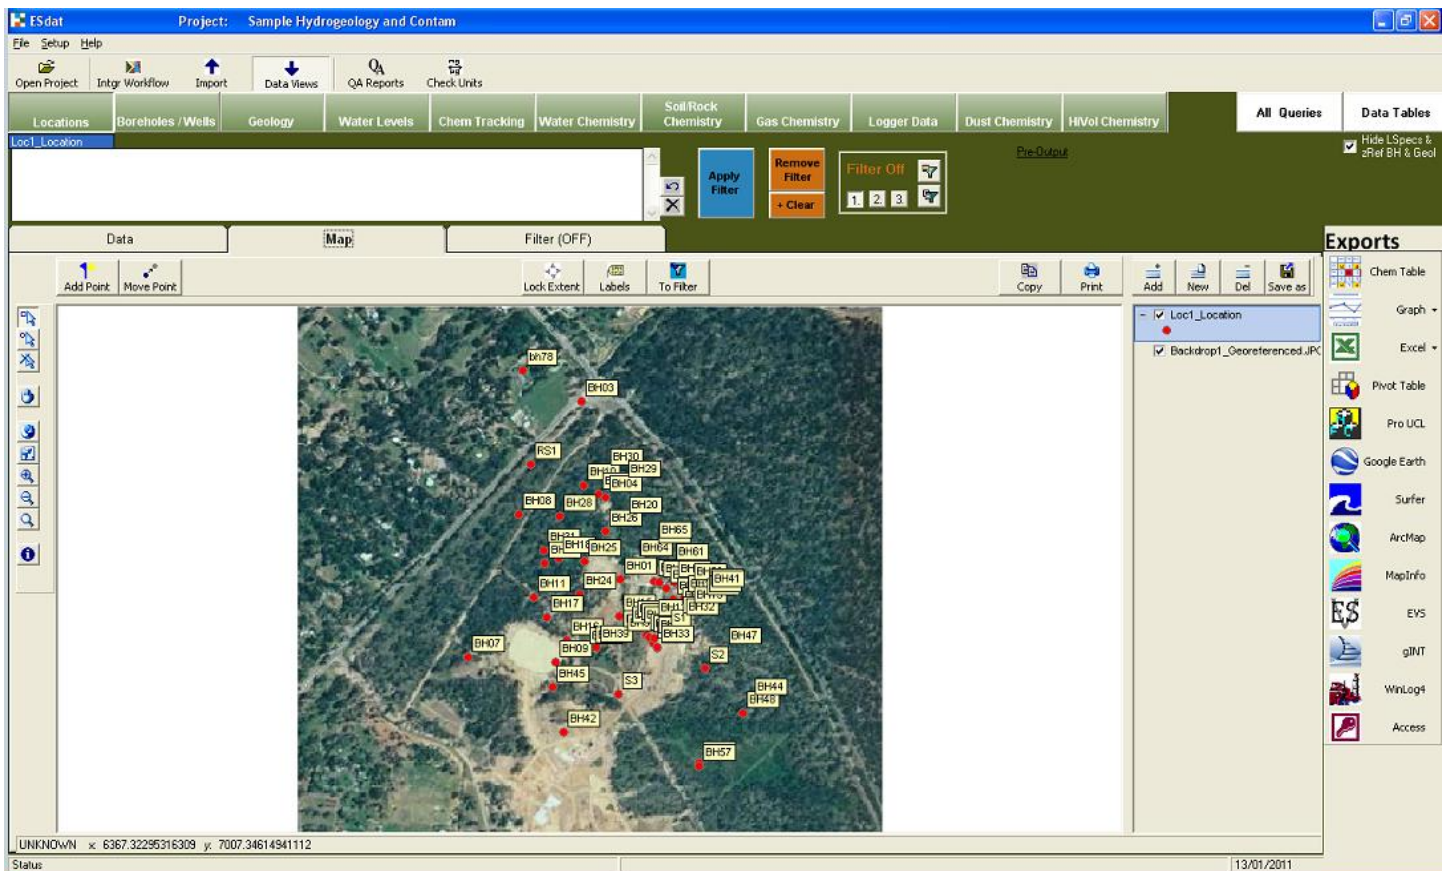 ESdat Project: Sample Hydrogeology and Contam
File Setup Help
Open Project Intgr Workflow Import Data Views QA Reports Check Units
Locations Boreholes / Wells Geology Water Levels Chem Tracking Water Chemistry Soil/Rock Chemistry Gas Chemistry Logger Data Dust Chemistry HiVol Chemistry All Queries Data Tables
Loc1_Location
Pre-Output
Hide LSpecs &
zRef BH & Geol
Apply Filter
Remove Filter
+ Clear
Filter Off
1. 2. 3.
Data Map Filter (OFF)
Exports
Add Point Move Point Lock Extent Labels To Filter Copy Print Add New Del Save as
Loc1_Location
Backdrop1_Georeferenced.JPG
Chem Table
Graph
Excel
Pivot Table
Pro UCL
Google Earth
Surfer
ArcMap
MapInfo
EVS
gINT
WinLog4
Access
bh78
BH03
RS1
BH30
BH29
BH04
BH08
BH28
BH20
BH26
BH65
BH18
BH25
BH64
BH61
BH01
BH11
BH24
BH41
BH17
BH32
S1
BH16
BH39
BH33
BH47
BH07
BH09
S2
BH45
S3
BH44
BH48
BH42
BH57
UNKNOWN x: 6367.32295316309 y: 7007.34614941112
Status 13/01/2011